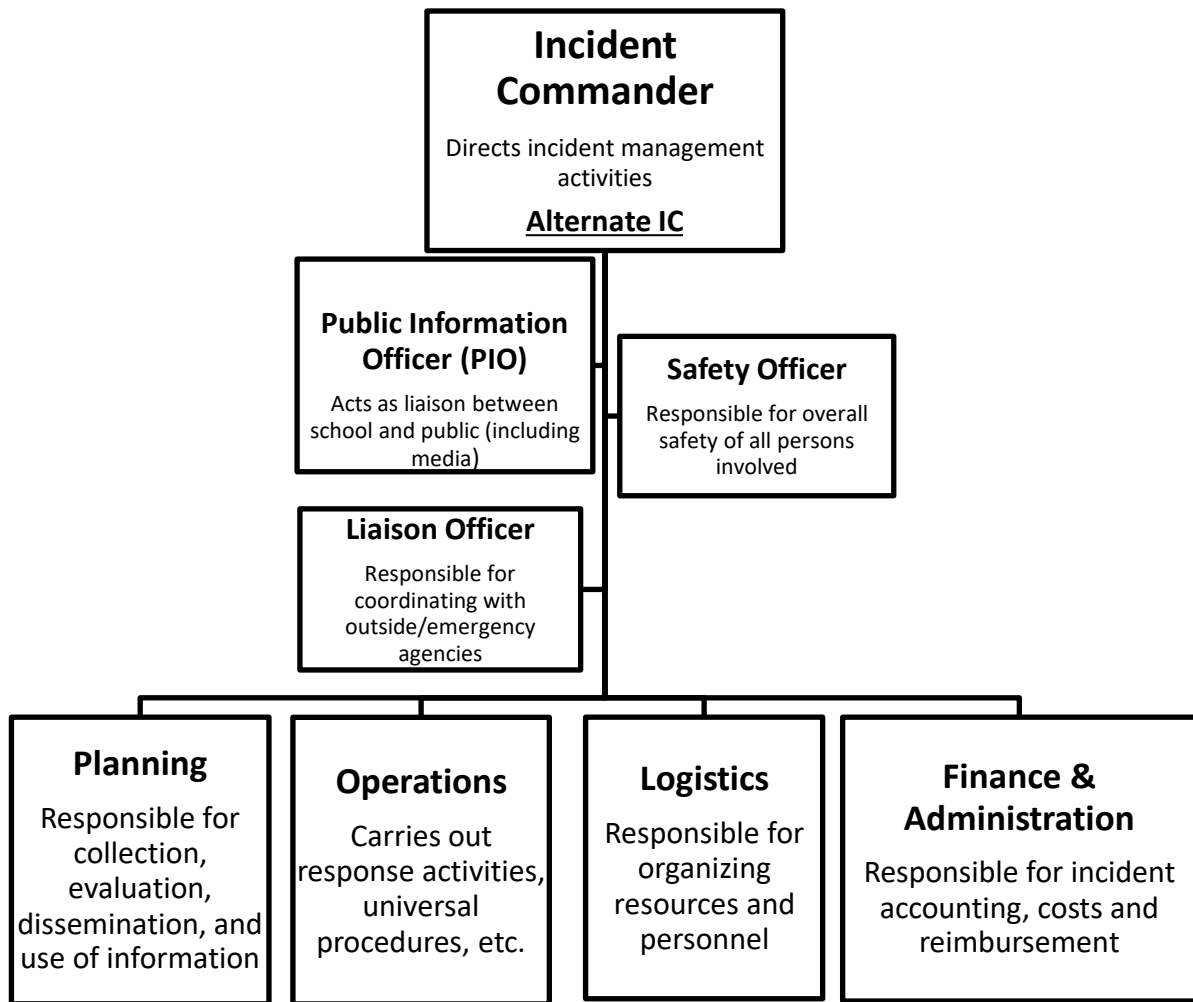 Incident
Commander
Directs incident management
activities
Alternate IC
Public Information
Officer (PIO)
Acts as liaison between
school and public (including
media)
Safety Officer
Responsible for overall
safety of all persons
involved
Liaison Officer
Responsible for
coordinating with
outside/emergency
agencies
Planning
Responsible for
collection,
evaluation,
dissemination, and
use of information
Operations
Carries out
response activities,
universal
procedures, etc.
Logistics
Responsible for
organizing
resources and
personnel
Finance &
Administration
Responsible for incident
accounting, costs and
reimbursement